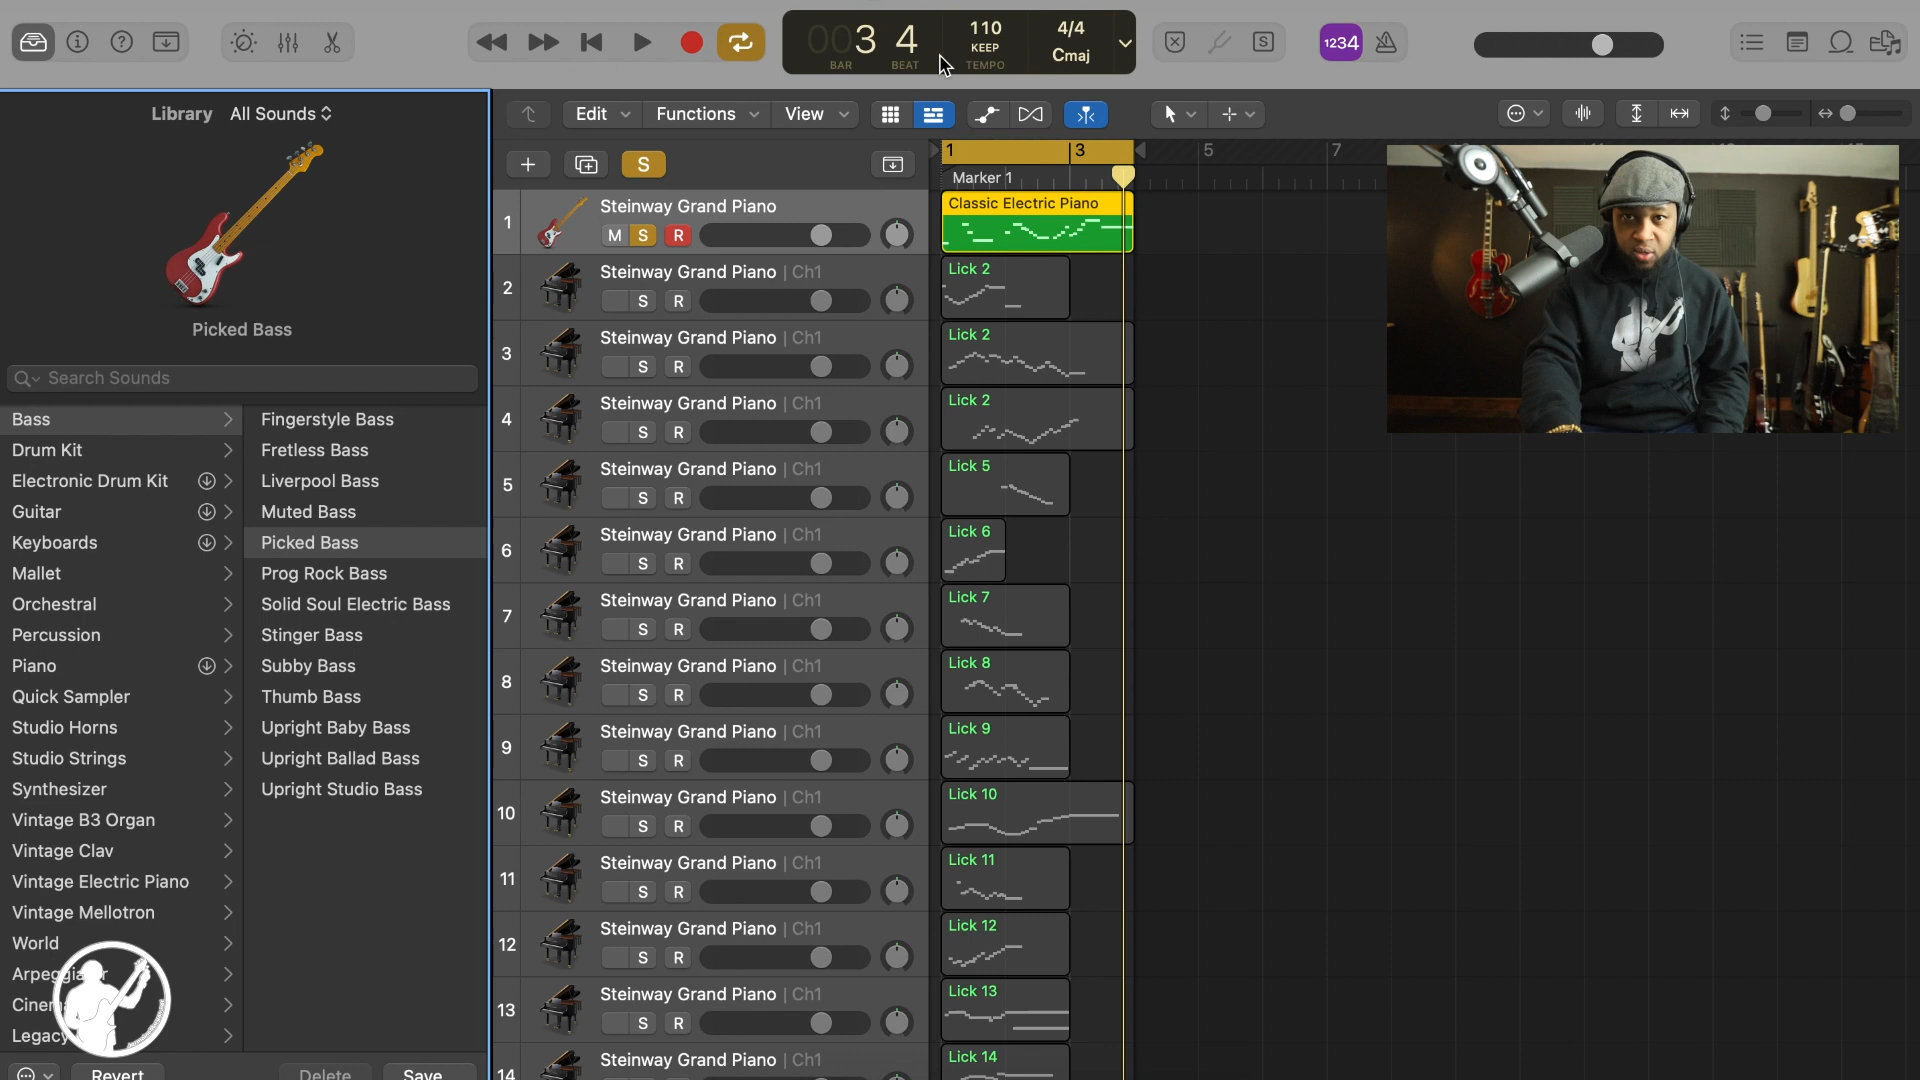 1234
003 4
BAR BEAT
110
KEEP
TEMPO
4/4
Cmaj
S
Library All Sounds
Picked Bass
Search Sounds
Bass
Drum Kit
Electronic Drum Kit
Guitar
Keyboards
Mallet
Orchestral
Percussion
Piano
Quick Sampler
Studio Horns
Studio Strings
Synthesizer
Vintage B3 Organ
Vintage Clav
Vintage Electric Piano
Vintage Mellotron
World
Legacy
Fingerstyle Bass
Fretless Bass
Liverpool Bass
Muted Bass
Picked Bass
Prog Rock Bass
Solid Soul Electric Bass
Stinger Bass
Subby Bass
Thumb Bass
Upright Baby Bass
Upright Ballad Bass
Upright Studio Bass
Revert Delete Save
Edit Functions View
S
1 3 5 7
Marker 1
1 Steinway Grand Piano
M S R
Classic Electric Piano
2 Steinway Grand Piano | Ch1
S R
Lick 2
3 Steinway Grand Piano | Ch1
S R
Lick 2
4 Steinway Grand Piano | Ch1
S R
Lick 2
5 Steinway Grand Piano | Ch1
S R
Lick 5
6 Steinway Grand Piano | Ch1
S R
Lick 6
7 Steinway Grand Piano | Ch1
S R
Lick 7
8 Steinway Grand Piano | Ch1
S R
Lick 8
9 Steinway Grand Piano | Ch1
S R
Lick 9
10 Steinway Grand Piano | Ch1
S R
Lick 10
11 Steinway Grand Piano | Ch1
S R
Lick 11
12 Steinway Grand Piano | Ch1
S R
Lick 12
13 Steinway Grand Piano | Ch1
S R
Lick 13
14 Steinway Grand Piano | Ch1
Lick 14